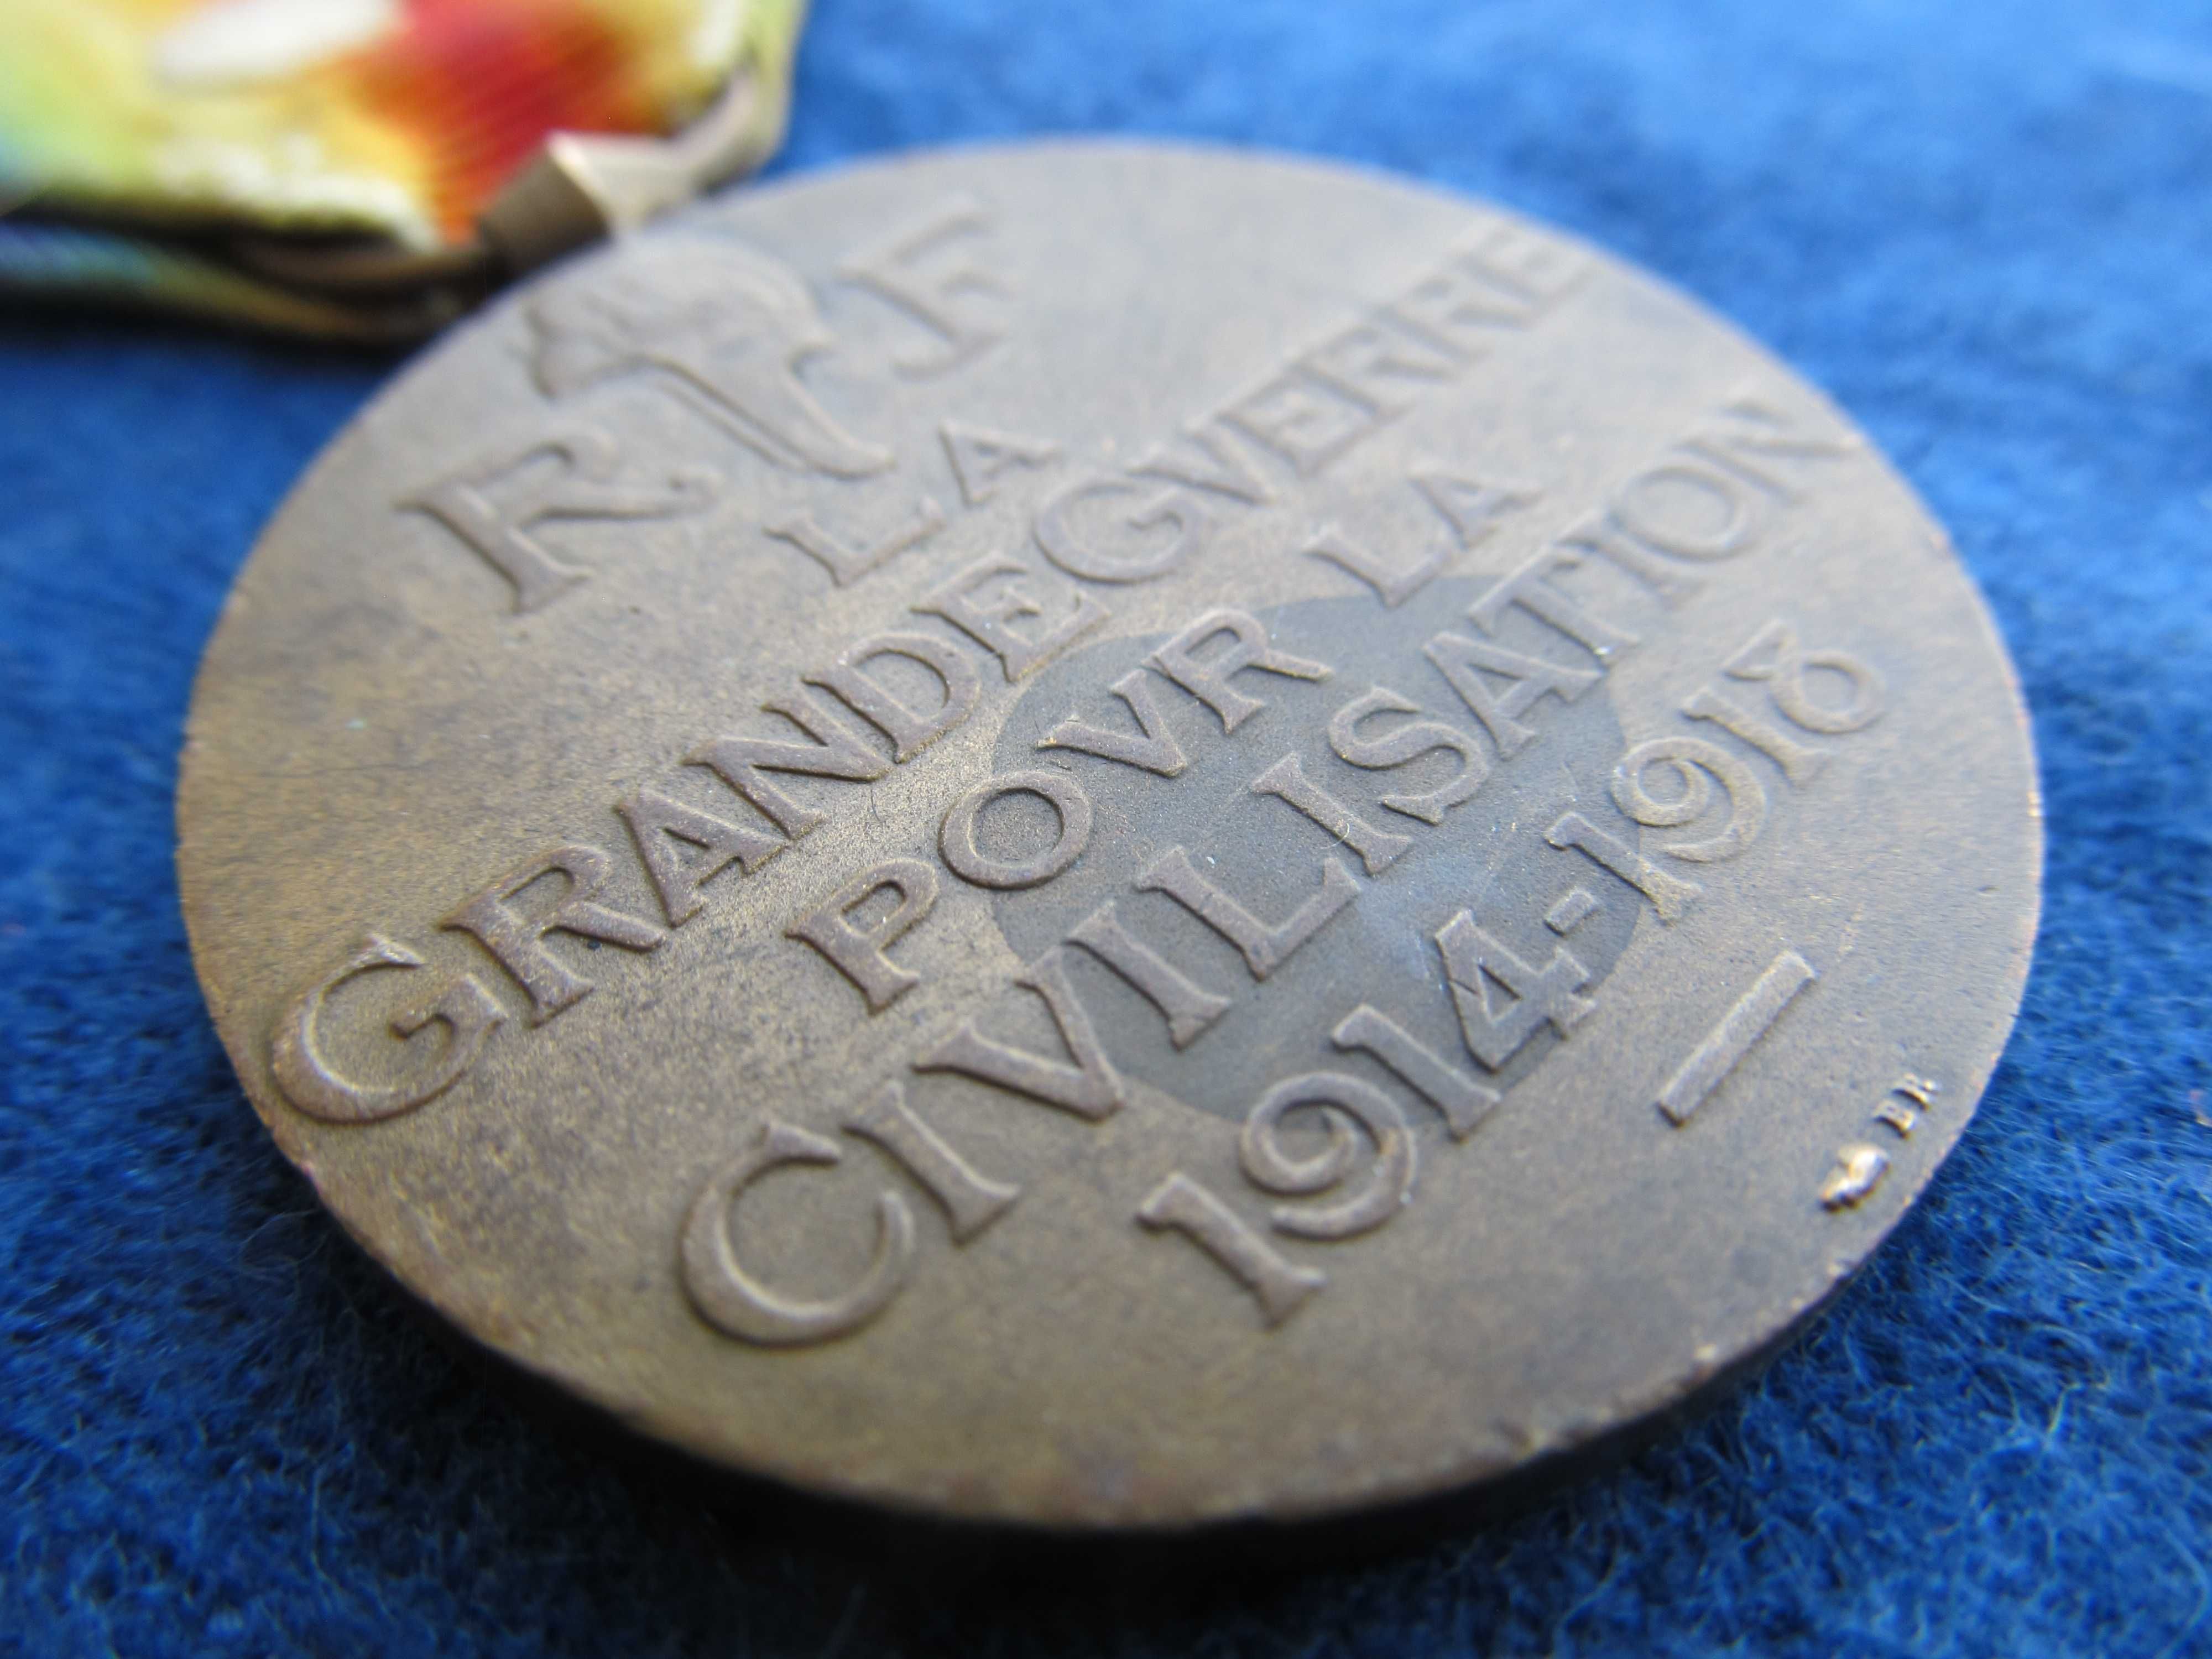 R F
LA
GRANDE GVERRE
POVR LA
CIVILISATION
1914-1918